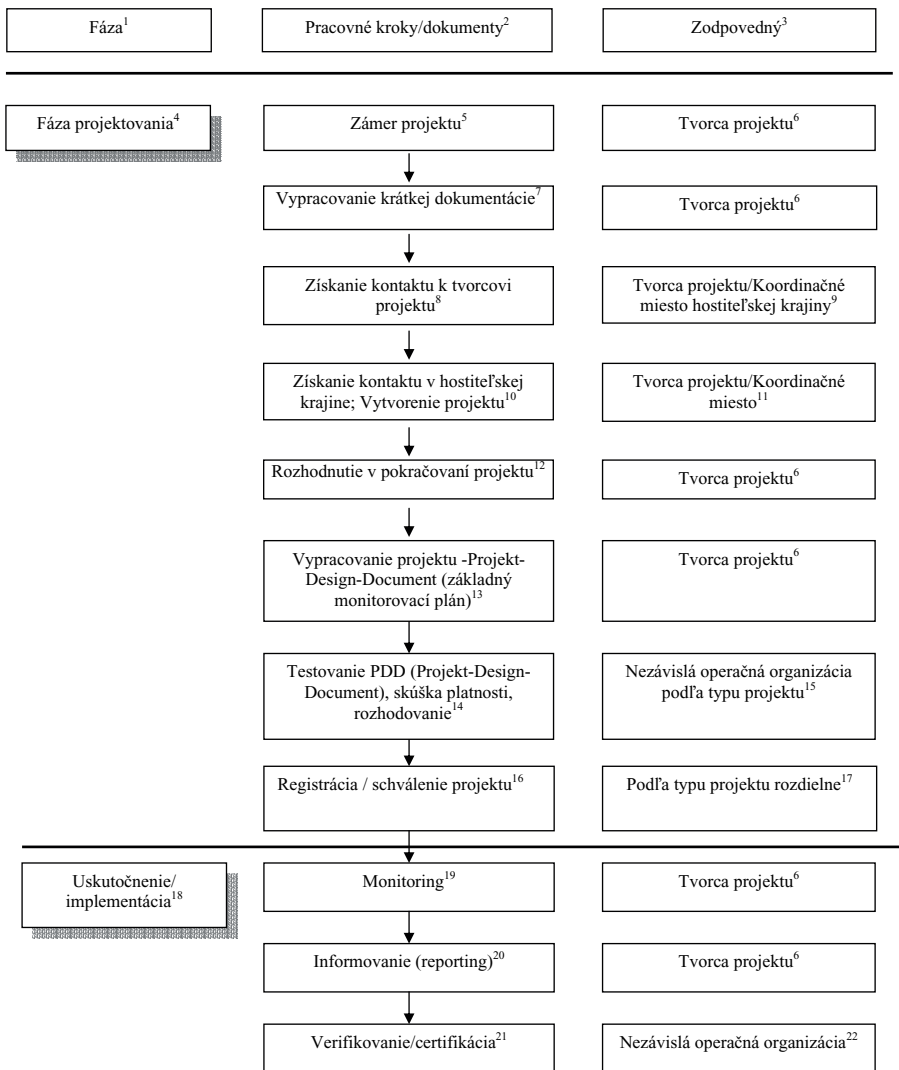 Fáza1 Pracovné kroky/dokumenty2 Zodpovedný3
Fáza projektovania4 Zámer projektu5 Tvorca projektu6
Vypracovanie krátkej dokumentácie7 Tvorca projektu6
Získanie kontaktu k tvorcovi
projektu8
Tvorca projektu/Koordinačné
miesto hostiteľskej krajiny9
Získanie kontaktu v hostiteľskej
krajine; Vytvorenie projektu10
Tvorca projektu/Koordinačné
miesto11
Rozhodnutie v pokračovaní projektu12 Tvorca projektu6
Vypracovanie projektu -Projekt-
Design-Document (základný
monitorovací plán)13
Tvorca projektu6
Testovanie PDD (Projekt-Design-
Document), skúška platnosti,
rozhodovanie14
Nezávislá operačná organizácia
podľa typu projektu15
Registrácia / schválenie projektu16 Podľa typu projektu rozdielne17
Uskutočnenie/
implementácia18
Monitoring19 Tvorca projektu6
Informovanie (reporting)20 Tvorca projektu6
Verifikovanie/certifikácia21 Nezávislá operačná organizácia22